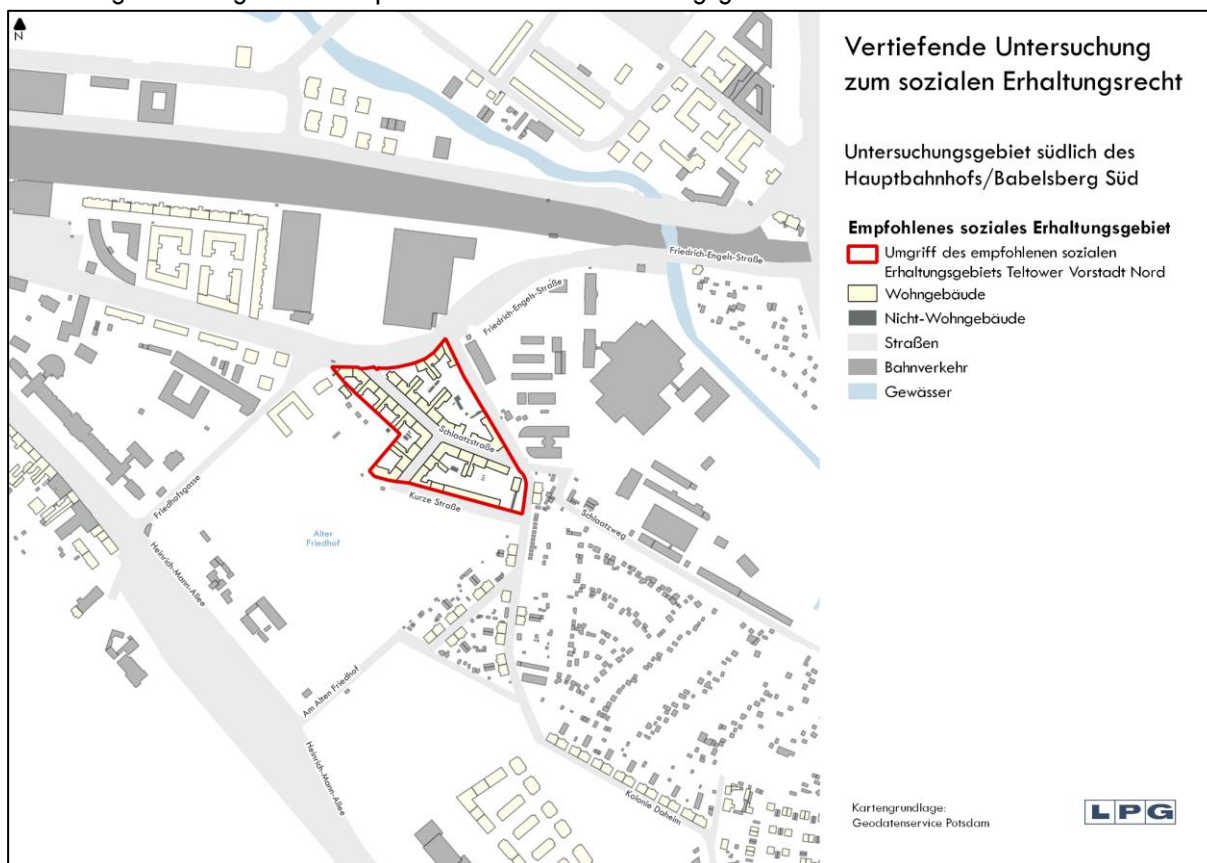 N
Vertiefende Untersuchung
zum sozialen Erhaltungsrecht
Untersuchungsgebiet südlich des
Hauptbahnhofs/Babelsberg Süd
Empfohlenes soziales Erhaltungsgebiet
Umgriff des empfohlenen sozialen
Erhaltungsgebiets Teltower Vorstadt Nord
Wohngebäude
Nicht-Wohngebäude
Straßen
Bahnverkehr
Gewässer
Friedrich-Engels-Straße
Friedrich-Engels-Straße
Schlaatzstraße
Kurze Straße
Friedhofsgasse
Alter
Friedhof
Schlaatzweg
Heinrich-Mann-Allee
Am Alten Friedhof
Heinrich-Mann-Allee
Kolonie Daheim
Kartengrundlage:
Geodatenservice Potsdam
LPG